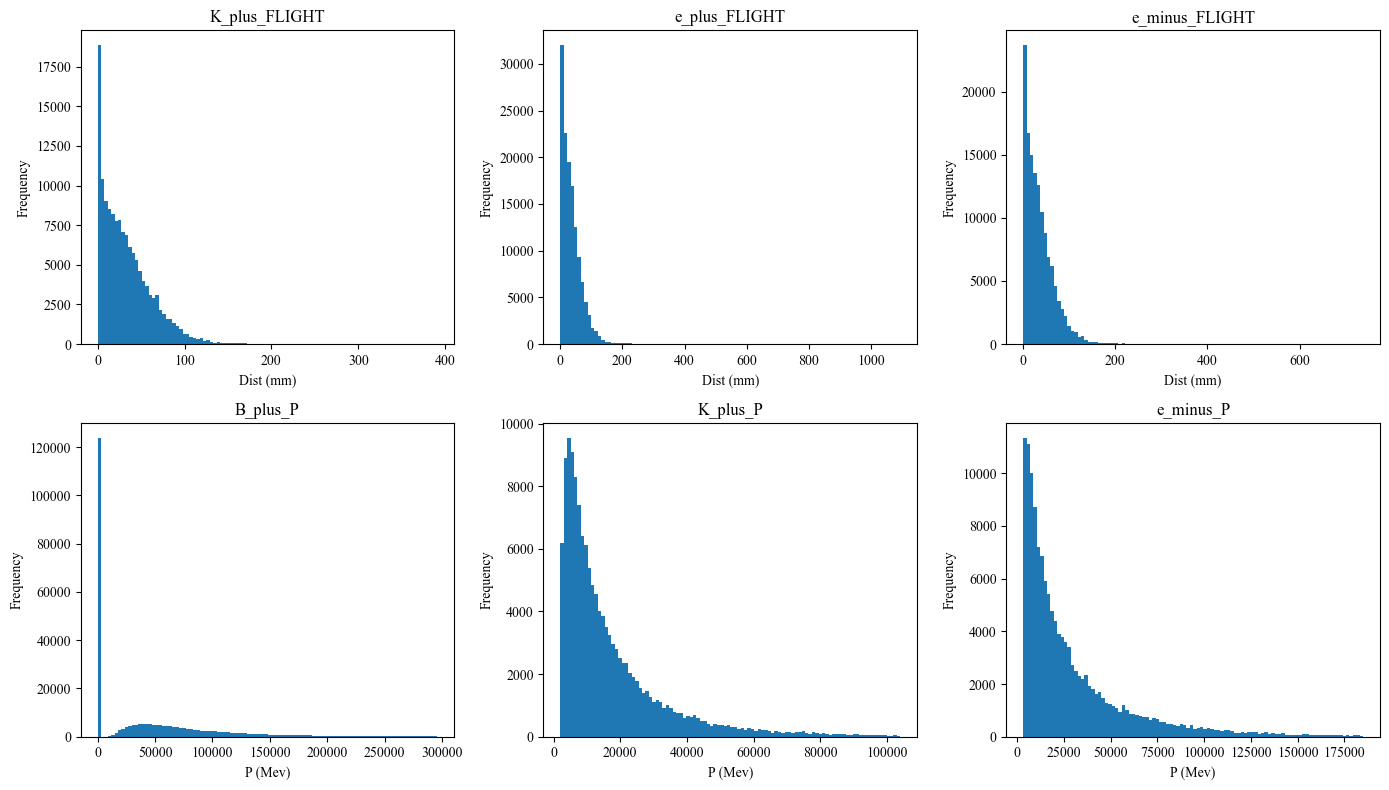 K_plus_FLIGHT
Frequency
17500
15000
12500
10000
7500
5000
2500
0
0 100 200 300 400
Dist (mm)
e_plus_FLIGHT
Frequency
30000
25000
20000
15000
10000
5000
0
0 200 400 600 800 1000
Dist (mm)
e_minus_FLIGHT
Frequency
20000
15000
10000
5000
0
0 200 400 600
Dist (mm)
B_plus_P
Frequency
120000
100000
80000
60000
40000
20000
0
0 50000 100000 150000 200000 250000 300000
P (Mev)
K_plus_P
Frequency
10000
8000
6000
4000
2000
0
0 20000 40000 60000 80000 100000
P (Mev)
e_minus_P
Frequency
10000
8000
6000
4000
2000
0
0 25000 50000 75000 100000 125000 150000 175000
P (Mev)